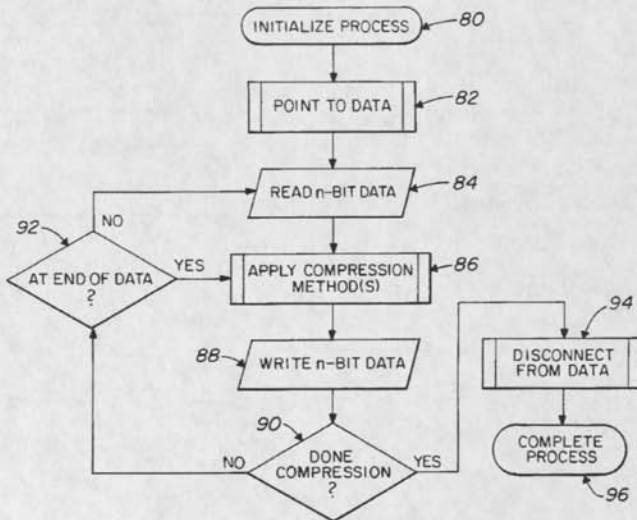 INITIALIZE PROCESS
80
POINT TO DATA
82
READ n-BIT DATA
84
NO
92
AT END OF DATA
?
YES
APPLY COMPRESSION
METHOD(S)
86
88
WRITE n-BIT DATA
94
DISCONNECT
FROM DATA
90
NO
DONE
COMPRESSION
?
YES
COMPLETE
PROCESS
96